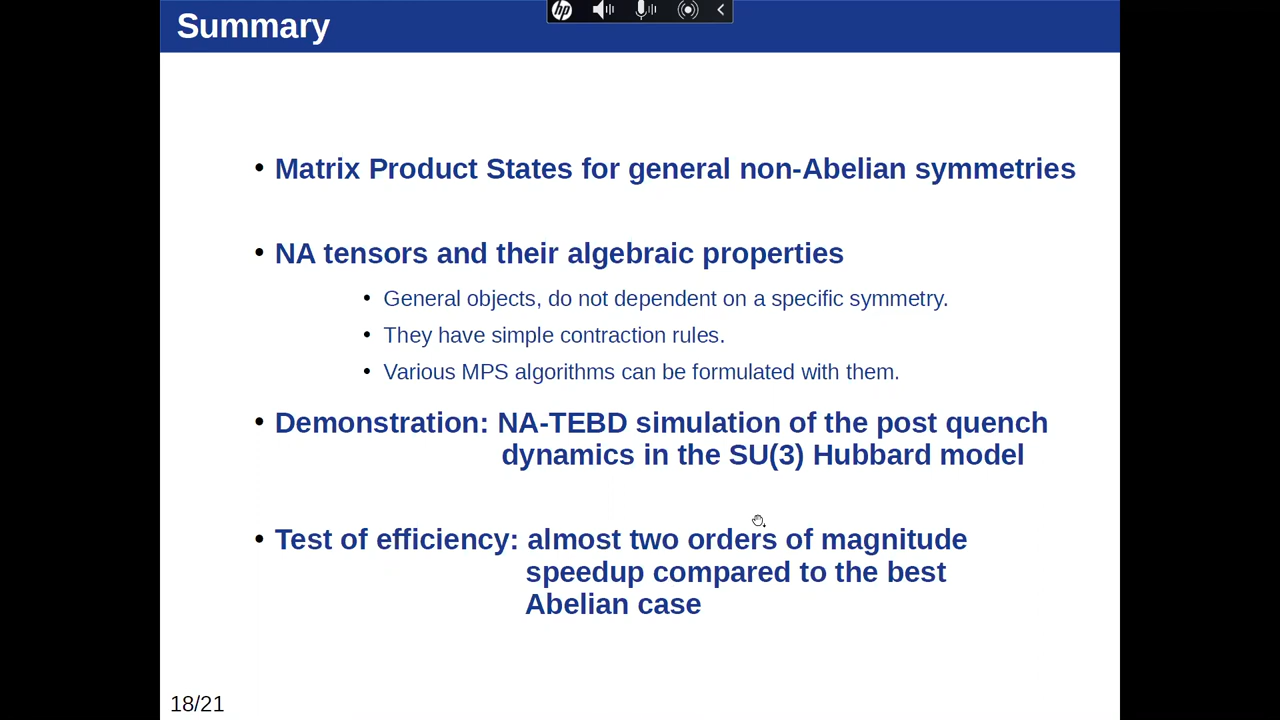 hp
Summary
• Matrix Product States for general non-Abelian symmetries
• NA tensors and their algebraic properties
• General objects, do not dependent on a specific symmetry.
• They have simple contraction rules.
• Various MPS algorithms can be formulated with them.
• Demonstration: NA-TEBD simulation of the post quench
dynamics in the SU(3) Hubbard model
• Test of efficiency: almost two orders of magnitude
speedup compared to the best
Abelian case
18/21